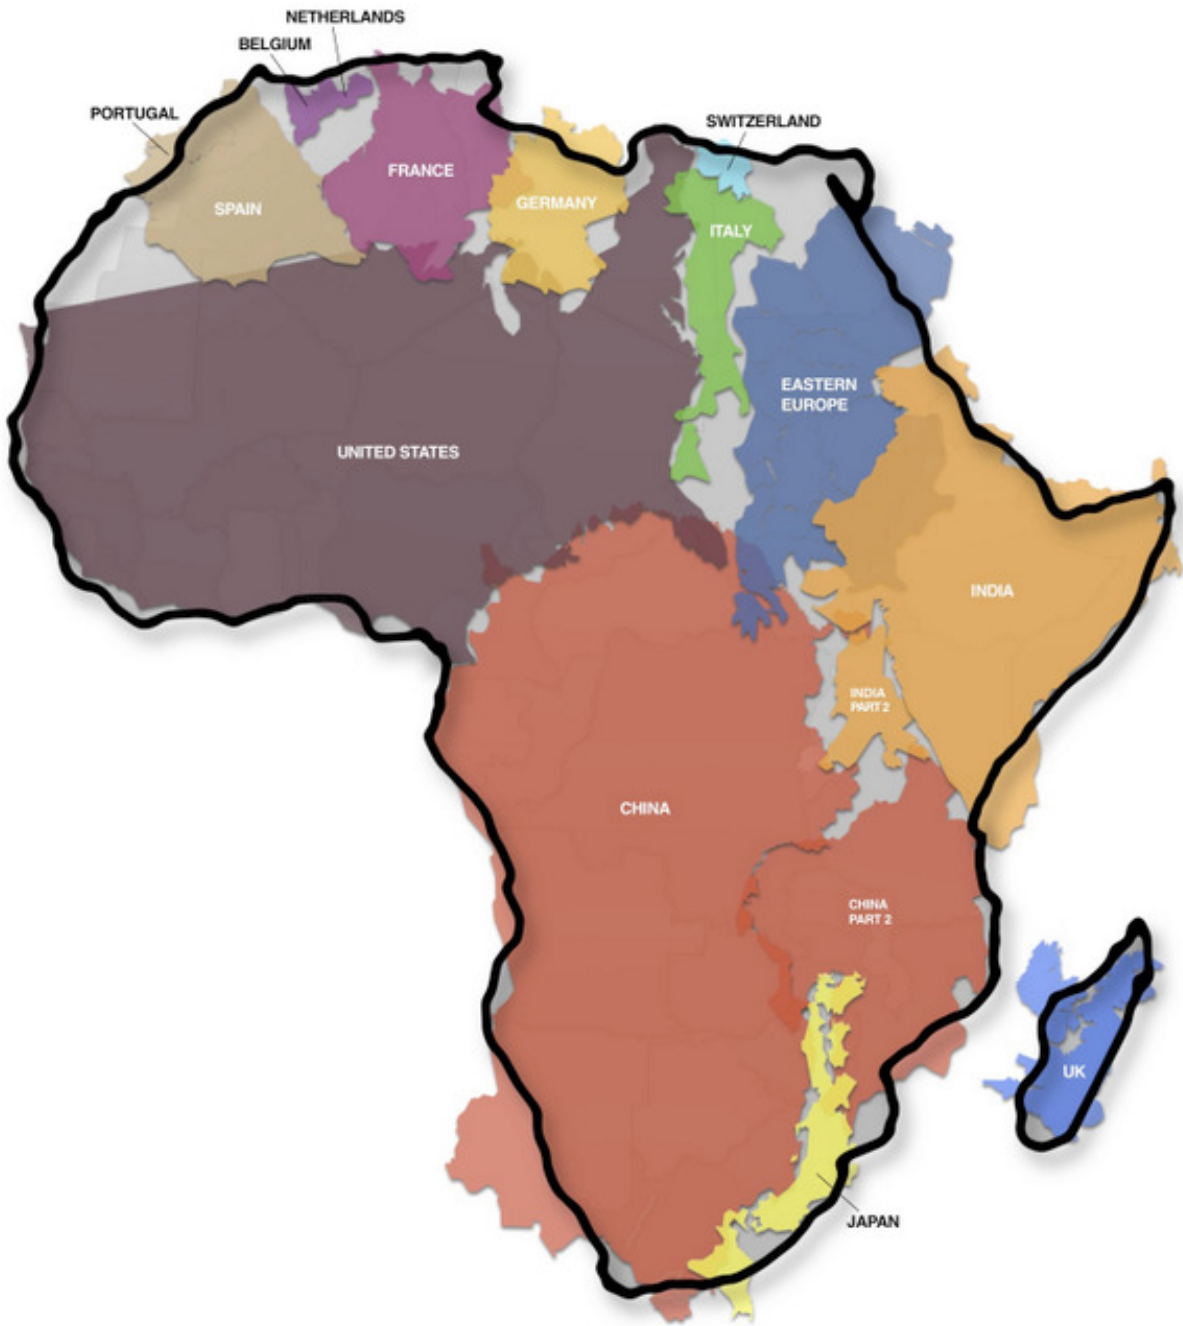 NETHERLANDS
BELGIUM
PORTUGAL
SWITZERLAND
FRANCE
SPAIN
GERMANY
ITALY
EASTERN
EUROPE
UNITED STATES
INDIA
INDIA
PART 2
CHINA
CHINA
PART 2
UK
JAPAN